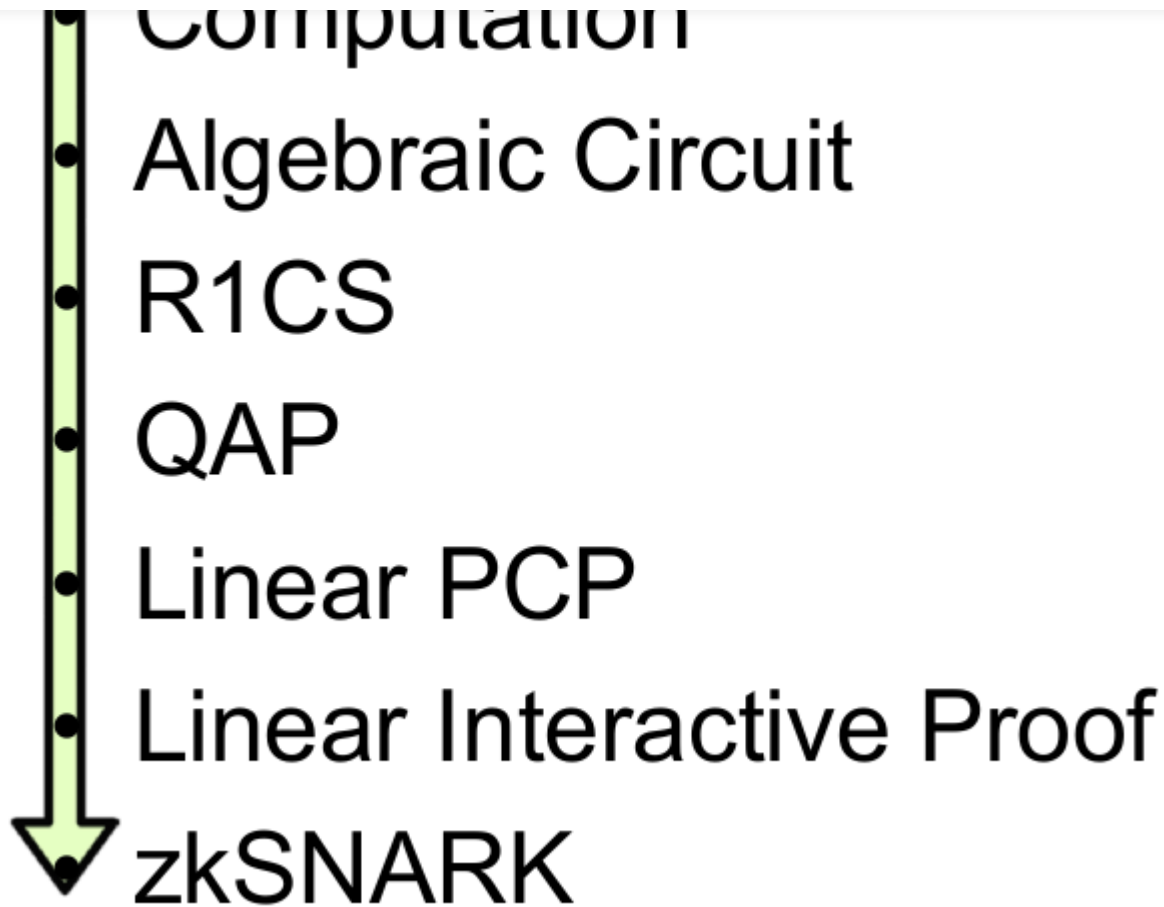 Computation
Algebraic Circuit
R1CS
QAP
Linear PCP
Linear Interactive Proof
zkSNARK